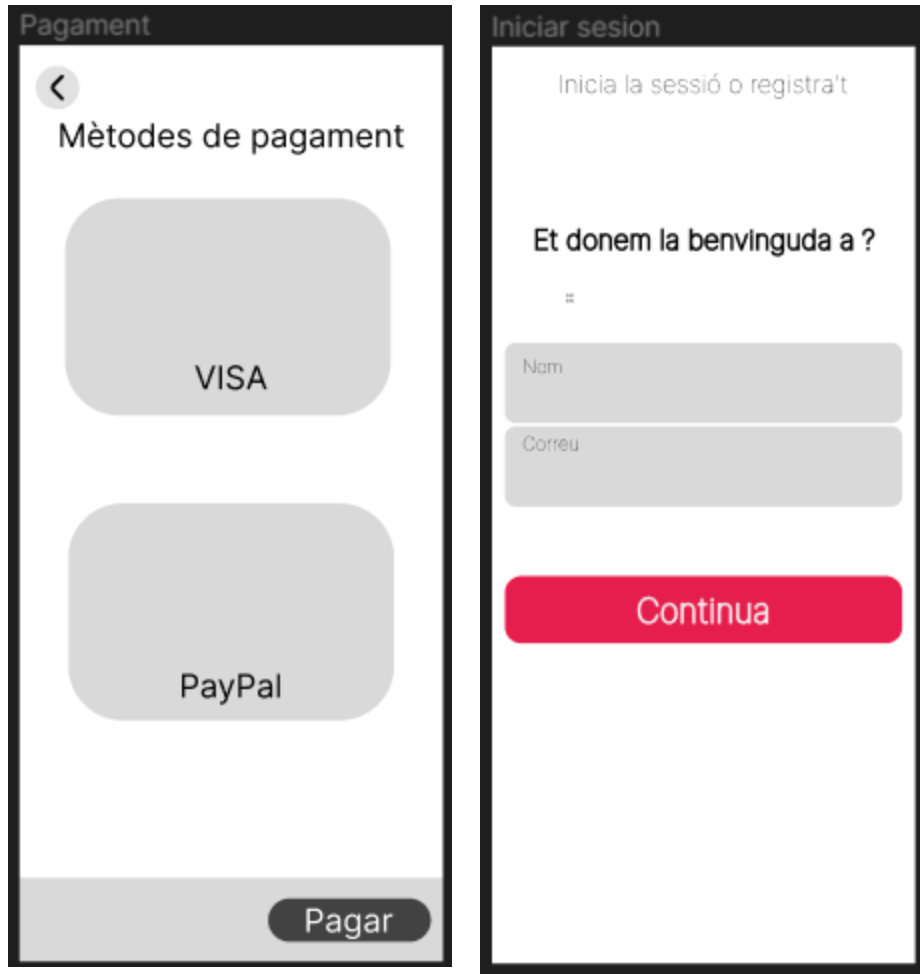 Pagament
Mètodes de pagament
VISA
PayPal
Pagar
Iniciar sesion
Inicia la sessió o registra't
Et donem la benvinguda a ?
Nom
Correu
Continua